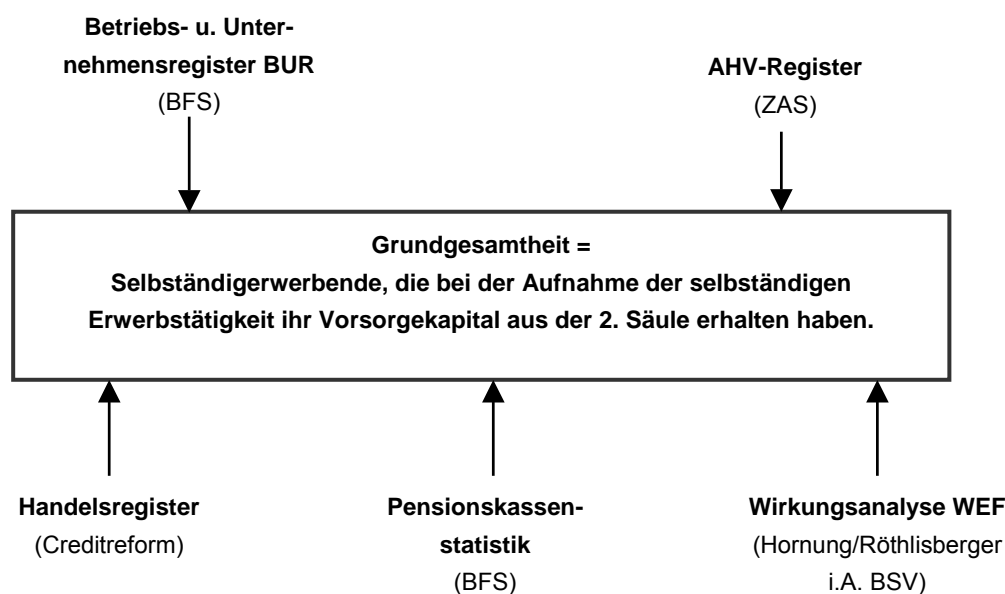 Betriebs- u. Unter-
nehmensregister BUR
(BFS)
AHV-Register
(ZAS)
Grundgesamtheit =
Selbständigerwerbende, die bei der Aufnahme der selbständigen
Erwerbstätigkeit ihr Vorsorgekapital aus der 2. Säule erhalten haben.
Handelsregister
(Creditreform)
Pensionskassen-
statistik
(BFS)
Wirkungsanalyse WEF
(Hornung/Röthlisberger
i.A. BSV)